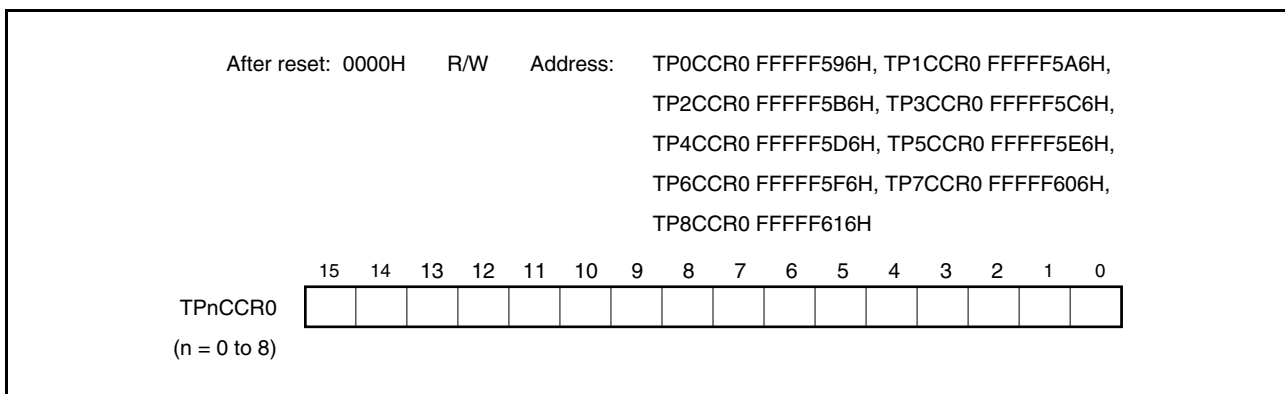 After reset: 0000H R/W Address: TP0CCR0 FFFFF596H, TP1CCR0 FFFFF5A6H,
TP2CCR0 FFFFF5B6H, TP3CCR0 FFFFF5C6H,
TP4CCR0 FFFFF5D6H, TP5CCR0 FFFFF5E6H,
TP6CCR0 FFFFF5F6H, TP7CCR0 FFFFF606H,
TP8CCR0 FFFFF616H
15 14 13 12 11 10 9 8 7 6 5 4 3 2 1 0
TPnCCR0
(n = 0 to 8)